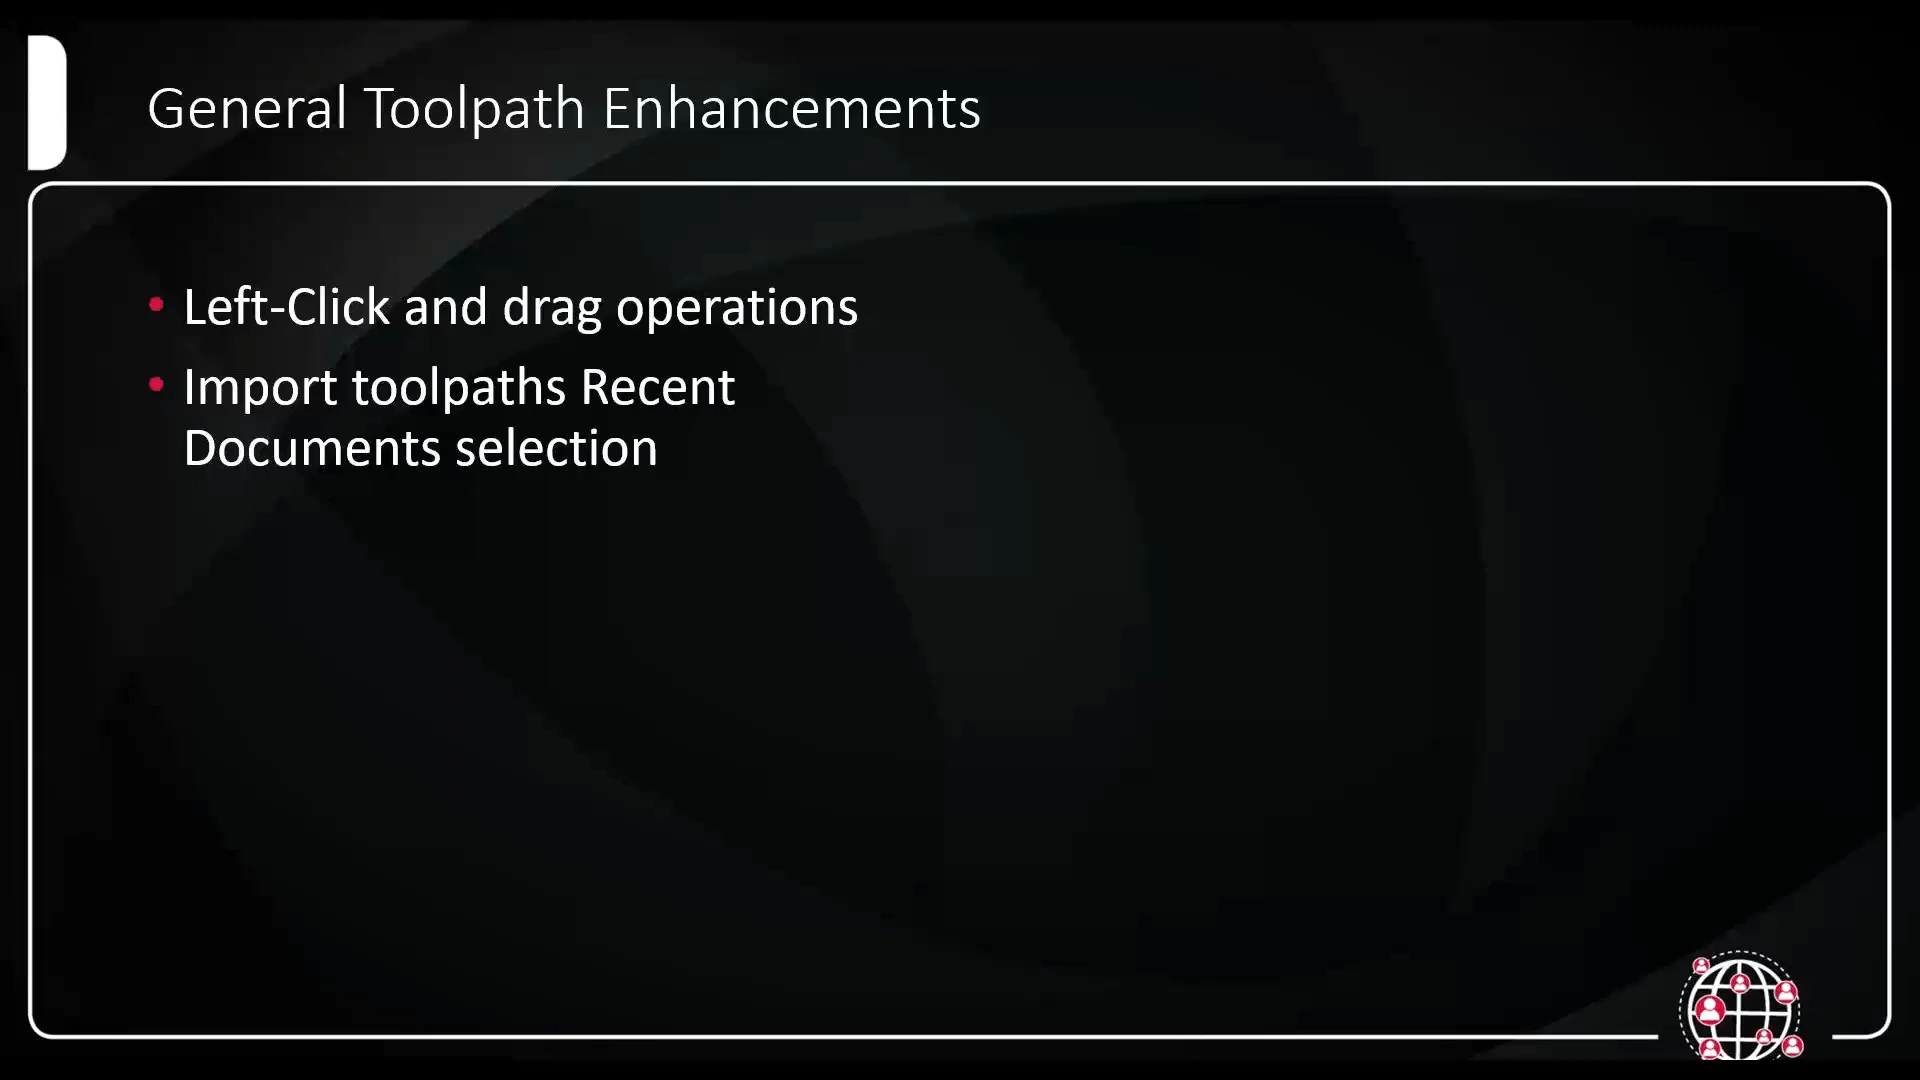 General Toolpath Enhancements
• Left-Click and drag operations
• Import toolpaths Recent
Documents selection